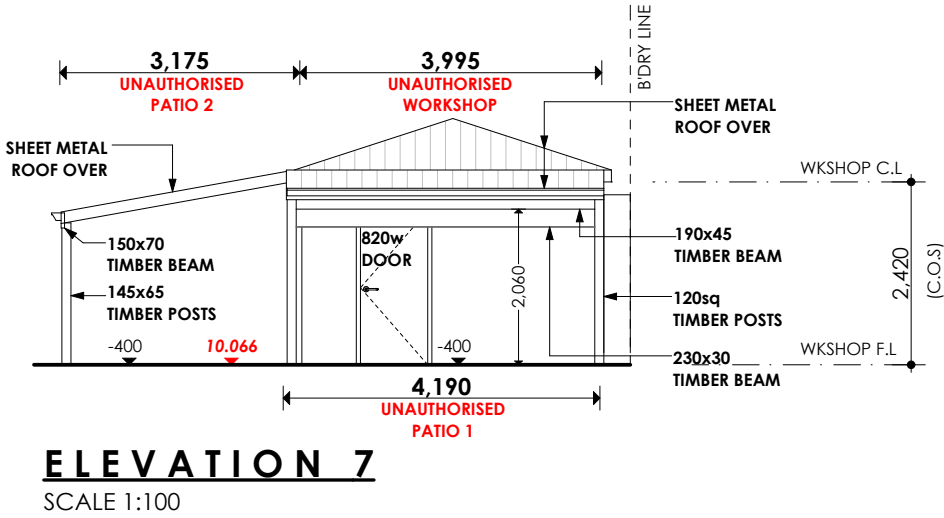 3,175
UNAUTHORISED
PATIO 2
3,995
UNAUTHORISED
WORKSHOP
B'DRY LINE
SHEET METAL
ROOF OVER
SHEET METAL
ROOF OVER
WKSHOP C.L
150x70
TIMBER BEAM
145x65
TIMBER POSTS
820w
DOOR
2,060
190x45
TIMBER BEAM
120sq
TIMBER POSTS
230x30
TIMBER BEAM
2,420
(C.O.S)
-400
10.066
-400
WKSHOP F.L
4,190
UNAUTHORISED
PATIO 1
ELEVATION 7
SCALE 1:100